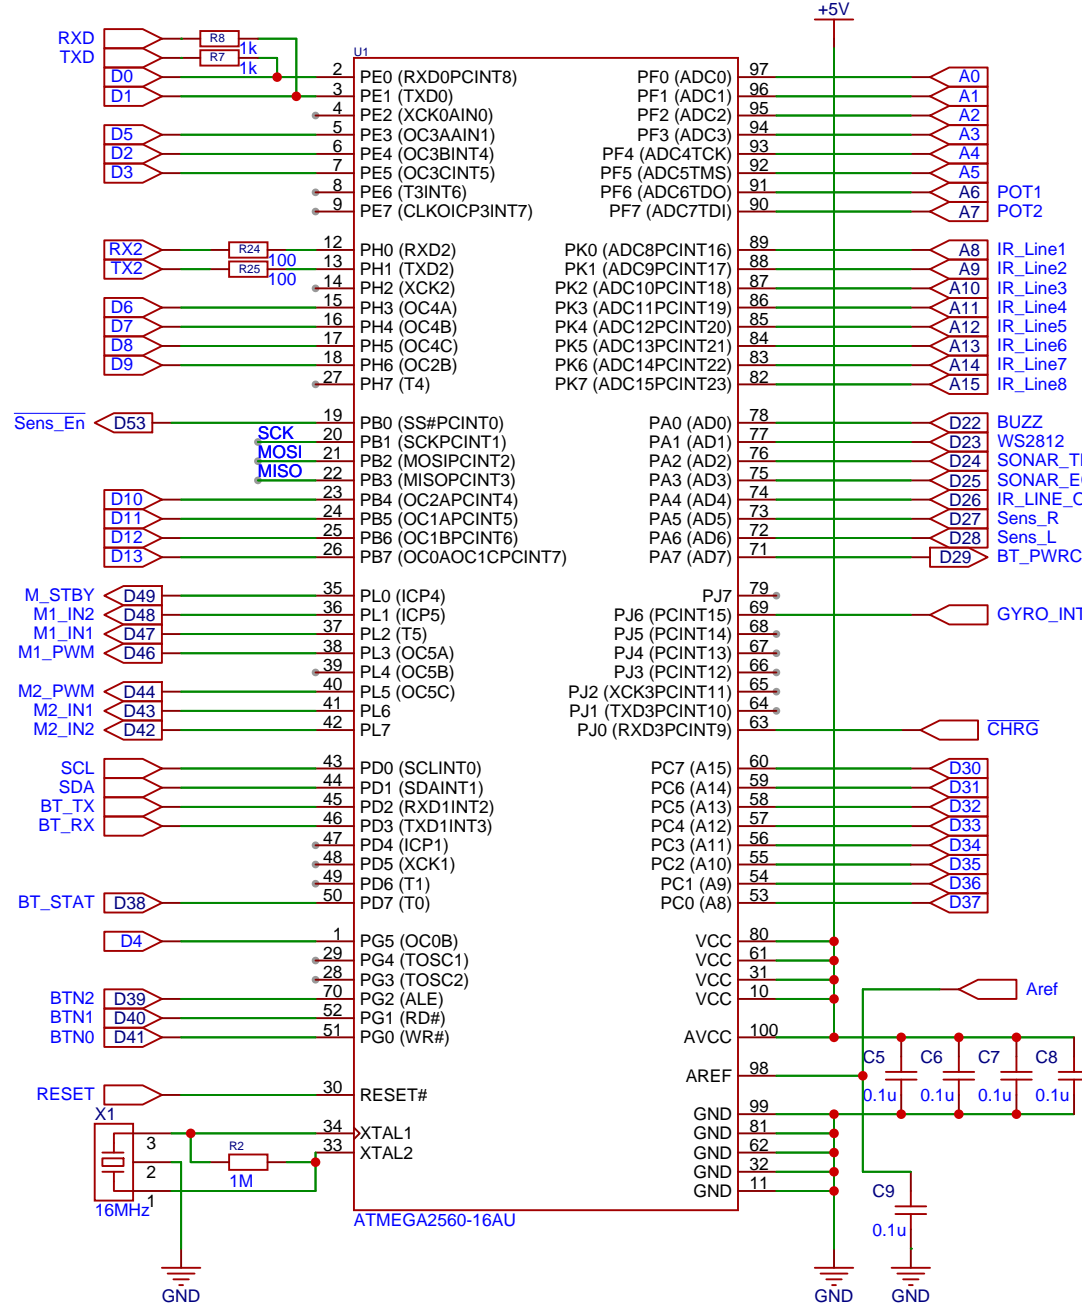 +5V
RXD R8 1k
TXD R7 1k
U1
D0 2 PE0 (RXD0PCINT8) PF0 (ADC0) 97 A0
D1 3 PE1 (TXD0) PF1 (ADC1) 96 A1
4 PE2 (XCK0AIN0) PF2 (ADC2) 95 A2
D5 5 PE3 (OC3AAIN1) PF3 (ADC3) 94 A3
D2 6 PE4 (OC3BINT4) PF4 (ADC4TCK) 93 A4
D3 7 PE5 (OC3CINT5) PF5 (ADC5TMS) 92 A5
8 PE6 (T3INT6) PF6 (ADC6TDO) 91 A6 POT1
9 PE7 (CLKOICP3INT7) PF7 (ADC7TDI) 90 A7 POT2
RX2 R24 100 12 PH0 (RXD2) PK0 (ADC8PCINT16) 89 A8 IR_Line1
TX2 R25 100 13 PH1 (TXD2) PK1 (ADC9PCINT17) 88 A9 IR_Line2
14 PH2 (XCK2) PK2 (ADC10PCINT18) 87 A10 IR_Line3
D6 15 PH3 (OC4A) PK3 (ADC11PCINT19) 86 A11 IR_Line4
D7 16 PH4 (OC4B) PK4 (ADC12PCINT20) 85 A12 IR_Line5
D8 17 PH5 (OC4C) PK5 (ADC13PCINT21) 84 A13 IR_Line6
D9 18 PH6 (OC2B) PK6 (ADC14PCINT22) 83 A14 IR_Line7
27 PH7 (T4) PK7 (ADC15PCINT23) 82 A15 IR_Line8
Sens_En D53 19 PB0 (SS#PCINT0) PA0 (AD0) 78 D22 BUZZ
SCK 20 PB1 (SCKPCINT1) PA1 (AD1) 77 D23 WS2812
MOSI 21 PB2 (MOSIPCINT2) PA2 (AD2) 76 D24
MISO 22 PB3 (MISOPCINT3) PA3 (AD3) 75 D25
D10 23 PB4 (OC2APCINT4) PA4 (AD4) 74 D26
D11 24 PB5 (OC1APCINT5) PA5 (AD5) 73 D27 Sens_R
D12 25 PB6 (OC1BPCINT6) PA6 (AD6) 72 D28 Sens_L
D13 26 PB7 (OC0AOC1CPCINT7) PA7 (AD7) 71 D29 BT_PWRC
M_STBY D49 35 PL0 (ICP4) PJ7 79
M1_IN2 D48 36 PL1 (ICP5) PJ6 (PCINT15) 69 GYRO_INT
M1_IN1 D47 37 PL2 (T5) PJ5 (PCINT14) 68
M1_PWM D46 38 PL3 (OC5A) PJ4 (PCINT13) 67
39 PL4 (OC5B) PJ3 (PCINT12) 66
M2_PWM D44 40 PL5 (OC5C) PJ2 (XCK3PCINT11) 65
M2_IN1 D43 41 PL6 PJ1 (TXD3PCINT10) 64
M2_IN2 D42 42 PL7 PJ0 (RXD3PCINT9) 63 CHRG
SCL 43 PD0 (SCLINT0) PC7 (A15) 60 D30
SDA 44 PD1 (SDAINT1) PC6 (A14) 59 D31
BT_TX 45 PD2 (RXD1INT2) PC5 (A13) 58 D32
BT_RX 46 PD3 (TXD1INT3) PC4 (A12) 57 D33
47 PD4 (ICP1) PC3 (A11) 56 D34
48 PD5 (XCK1) PC2 (A10) 55 D35
49 PD6 (T1) PC1 (A9) 54 D36
BT_STAT D38 50 PD7 (T0) PC0 (A8) 53 D37
D4 1 PG5 (OC0B) VCC 80
29 PG4 (TOSC1) VCC 61
28 PG3 (TOSC2) VCC 31
BTN2 D39 70 PG2 (ALE) VCC 10 Aref
BTN1 D40 52 PG1 (RD#)
BTN0 D41 51 PG0 (WR#) AVCC 100
C5 C6 C7 C8
AREF 98
RESET 30 RESET# 0.1u 0.1u 0.1u 0.1u
X1 GND 99
3 34 XTAL1 GND 81
R2 33 XTAL2 GND 62
2 1M GND 32
1 GND 11 C9
16MHz
ATMEGA2560-16AU 0.1u
GND GND GND